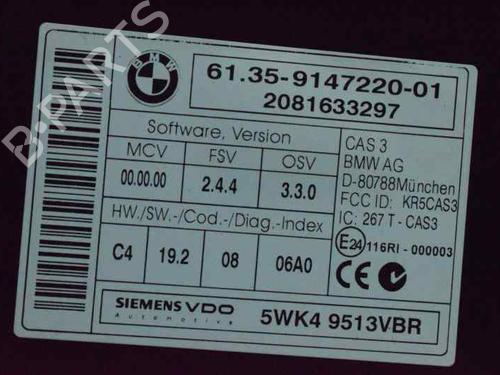 B-PARTS
BMW
61.35-9147220-01
2081633297
Software, Version
MCV FSV OSV
00.00.00 2.4.4 3.3.0
HW./SW.-/Cod.-/Diag.-Index
C4 19.2 08 06A0
CAS 3
BMW AG
D-80788München
FCC ID: KR5CAS3
IC: 267 T - CAS3
E24 116RI - 000003
CE
SIEMENS VDO
Automotive
5WK4 9513VBR